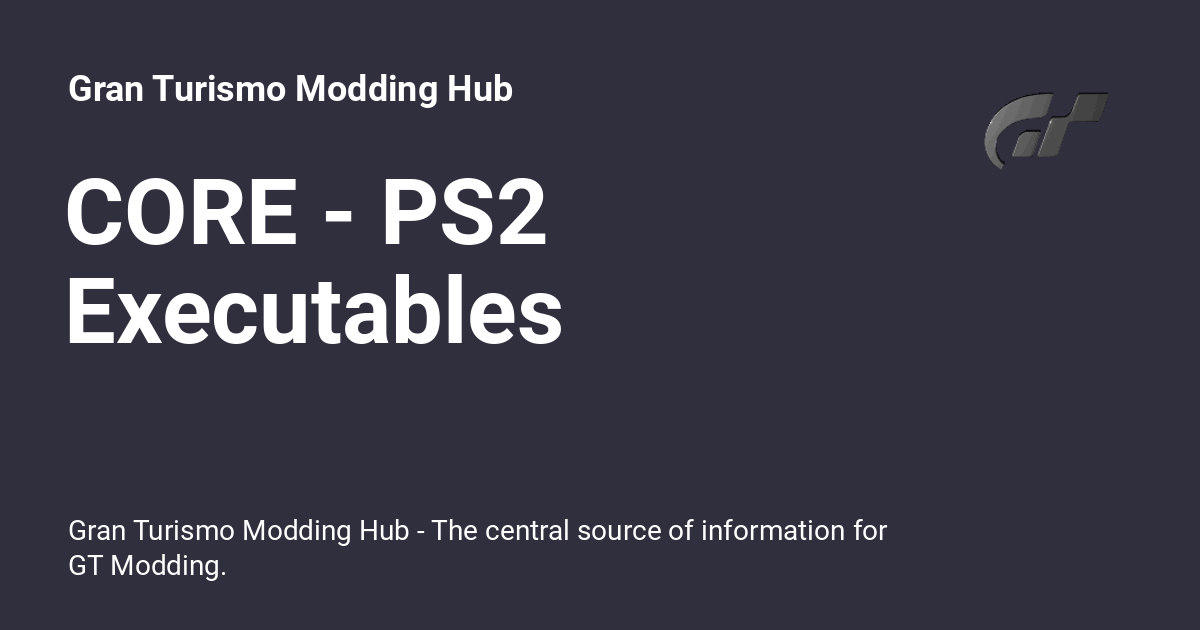 Gran Turismo Modding Hub
CORE - PS2
Executables
Gran Turismo Modding Hub - The central source of information for
GT Modding.